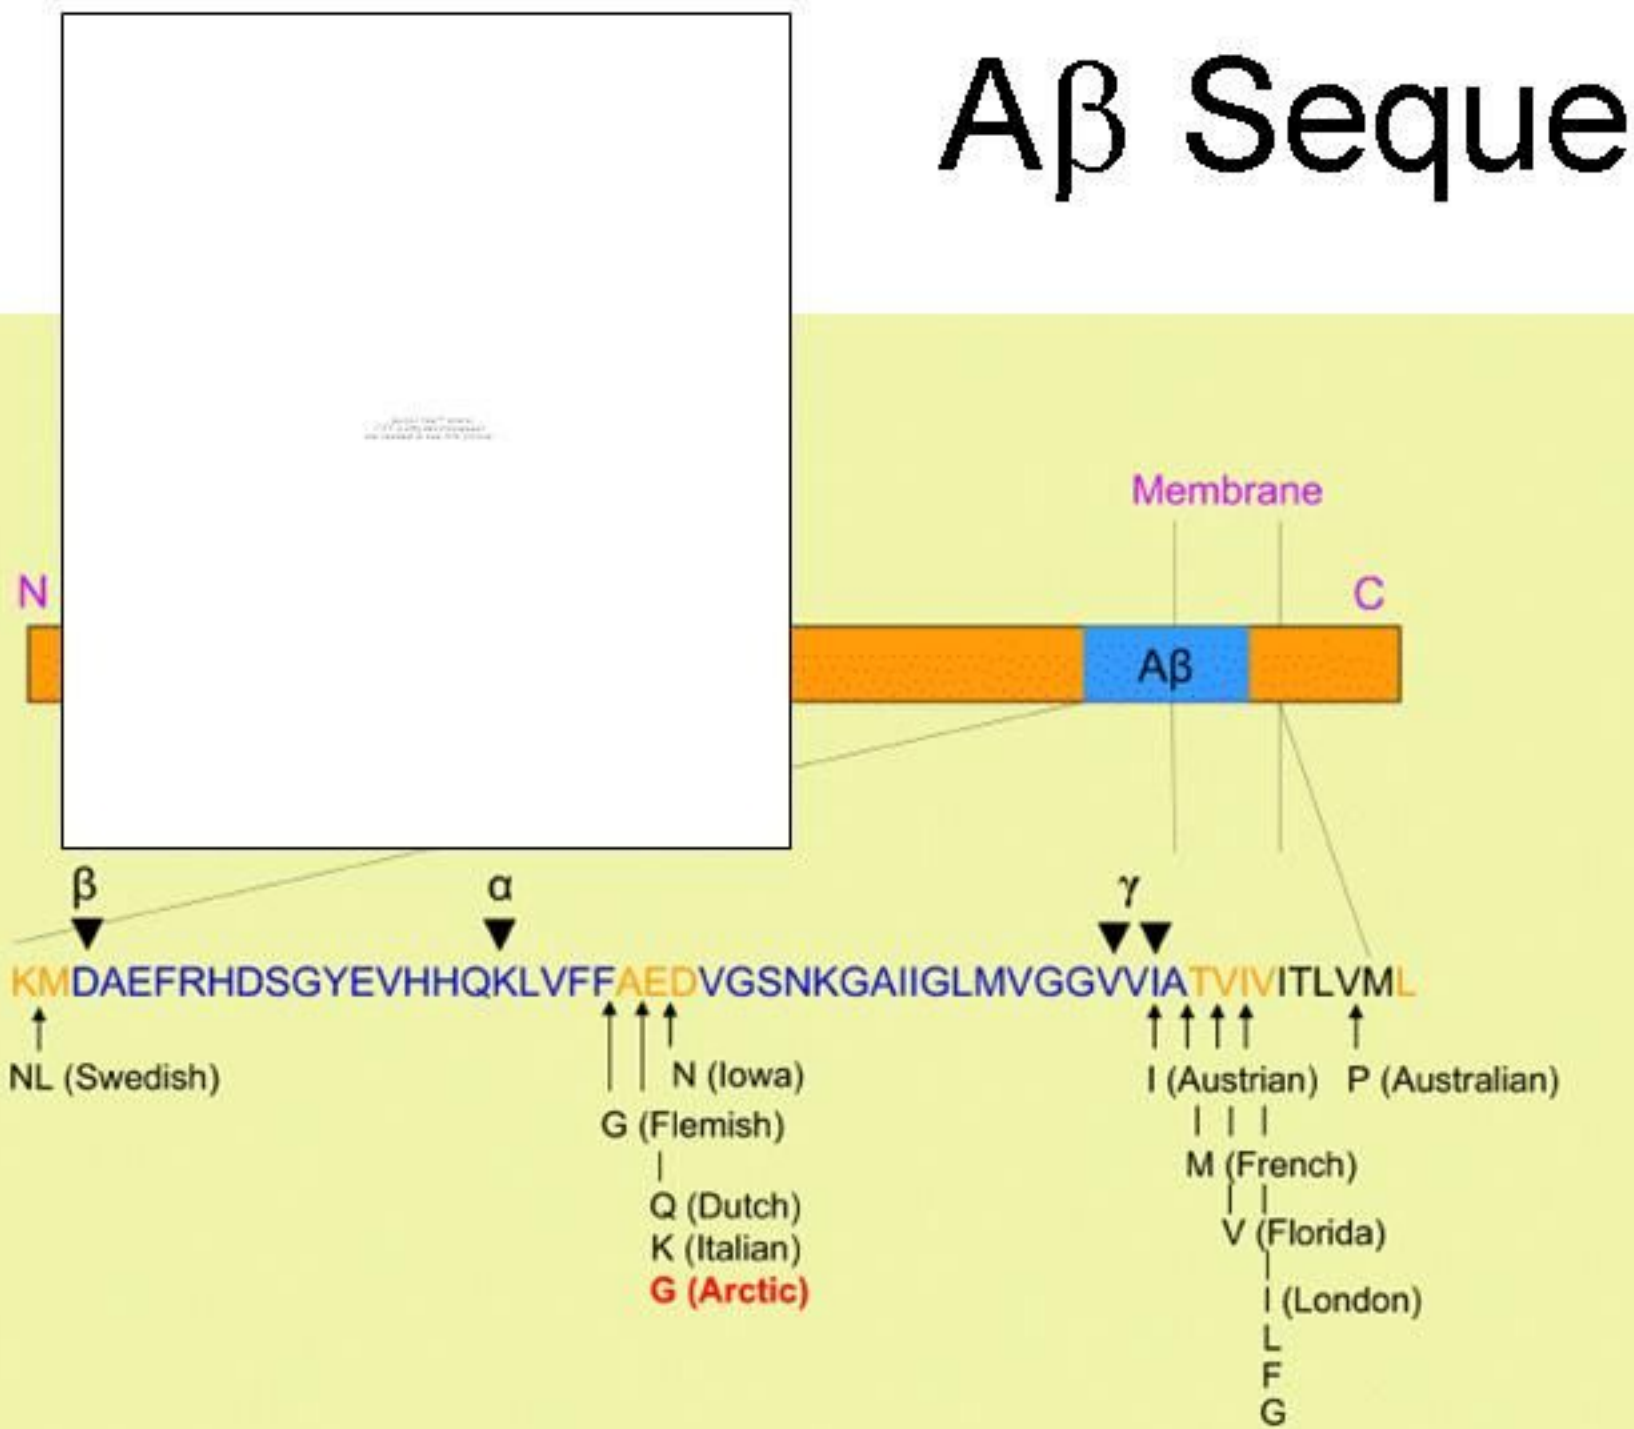 Aβ Seque
Membrane
N
C
Aβ
β
α
γ
KMDAEFRHDSGYEVHHQKLVFFAEDVGSNKGAIIGLMVGGVVIATVIVITLVML
NL (Swedish)
N (Iowa)
I (Austrian)
P (Australian)
G (Flemish)
M (French)
Q (Dutch)
V (Florida)
K (Italian)
G (Arctic)
I (London)
L
F
G